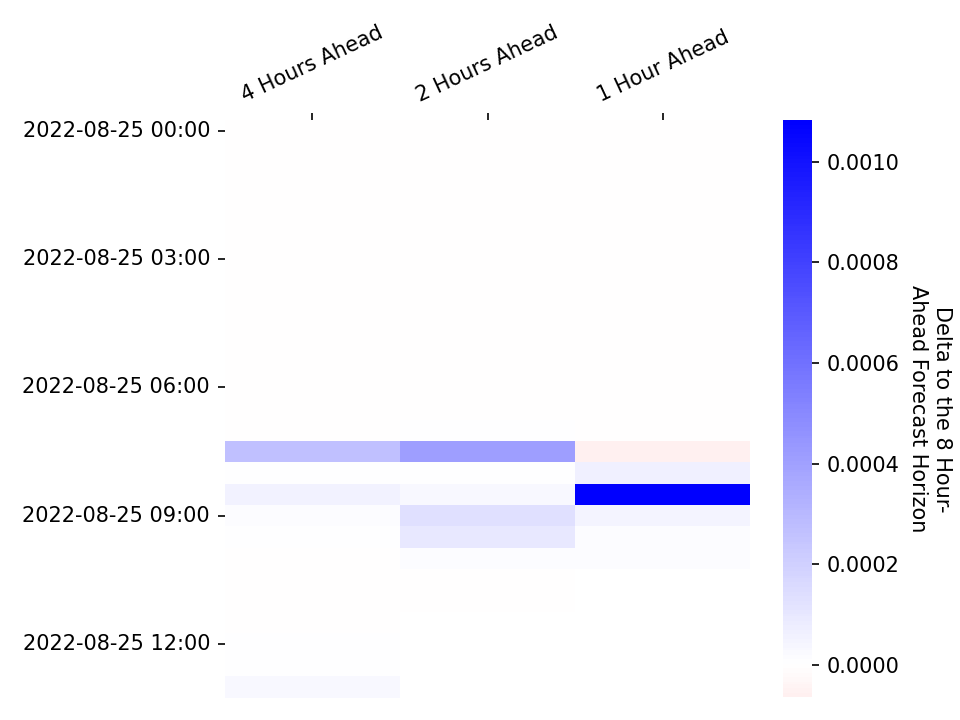 4 Hours Ahead
2 Hours Ahead
1 Hour Ahead
2022-08-25 00:00
2022-08-25 03:00
2022-08-25 06:00
2022-08-25 09:00
2022-08-25 12:00
0.0010
0.0008
0.0006
0.0004
0.0002
0.0000
Delta to the 8 Hour-
Ahead Forecast Horizon